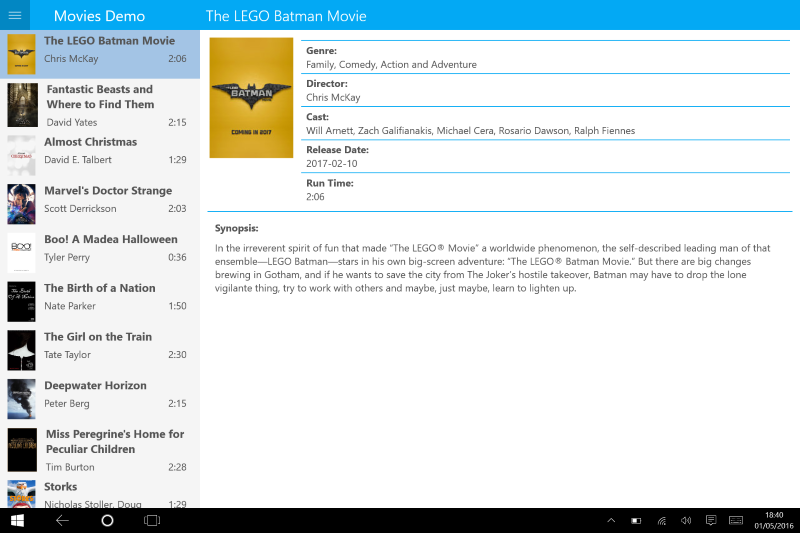 Movies Demo
The LEGO Batman Movie
The LEGO Batman Movie
Chris McKay 2:06
Fantastic Beasts and
Where to Find Them
David Yates 2:15
Almost Christmas
David E. Talbert 1:29
Marvel's Doctor Strange
Scott Derrickson 2:03
BOO!
Boo! A Madea Halloween
Tyler Perry 0:36
The Birth of a Nation
Nate Parker 1:50
The Girl on the Train
Tate Taylor 2:30
Deepwater Horizon
Peter Berg 2:15
Miss Peregrine's Home for
Peculiar Children
Tim Burton 2:28
Storks
Nicholas Stoller, Doug 1:29
BATMAN
COMING IN 2017
Genre:
Family, Comedy, Action and Adventure
Director:
Chris McKay
Cast:
Will Arnett, Zach Galifianakis, Michael Cera, Rosario Dawson, Ralph Fiennes
Release Date:
2017-02-10
Run Time:
2:06
Synopsis:
In the irreverent spirit of fun that made “The LEGO® Movie” a worldwide phenomenon, the self-described leading man of that
ensemble—LEGO Batman—stars in his own big-screen adventure: “The LEGO® Batman Movie.” But there are big changes
brewing in Gotham, and if he wants to save the city from The Joker’s hostile takeover, Batman may have to drop the lone
vigilante thing, try to work with others and maybe, just maybe, learn to lighten up.
18:40
01/05/2016